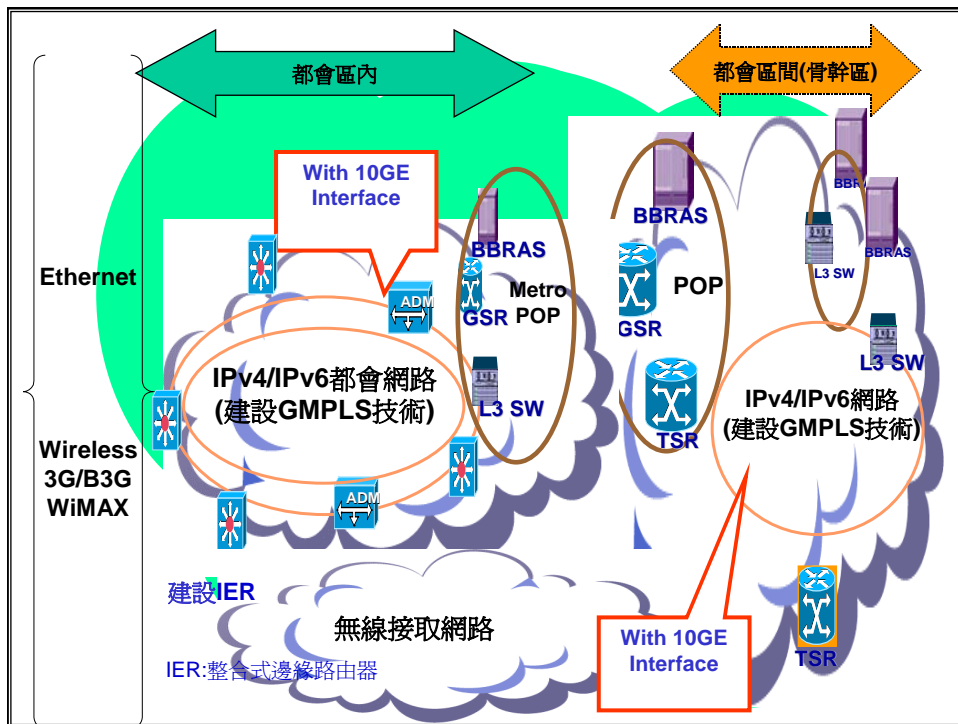 都會區內
都會區間(骨幹區)
With 10GE
Interface
BBRAS
Metro
POP
GSR
L3 SW
ADM
ADM
Ethernet
IPv4/IPv6都會網路
(建設GMPLS技術)
Wireless
3G/B3G
WiMAX
BBRAS
GSR
POP
TSR
BBRAS
L3 SW
L3 SW
IPv4/IPv6網路
(建設GMPLS技術)
建設IER
無線接取網路
IER:整合式邊緣路由器
With 10GE
Interface
TSR